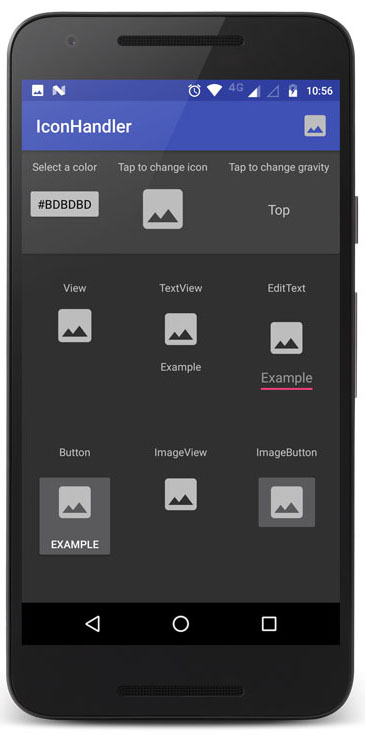 4G 10:56
IconHandler
Select a color Tap to change icon Tap to change gravity
#BDBDBD Top
View TextView EditText
Example
Example
Button ImageView ImageButton
EXAMPLE